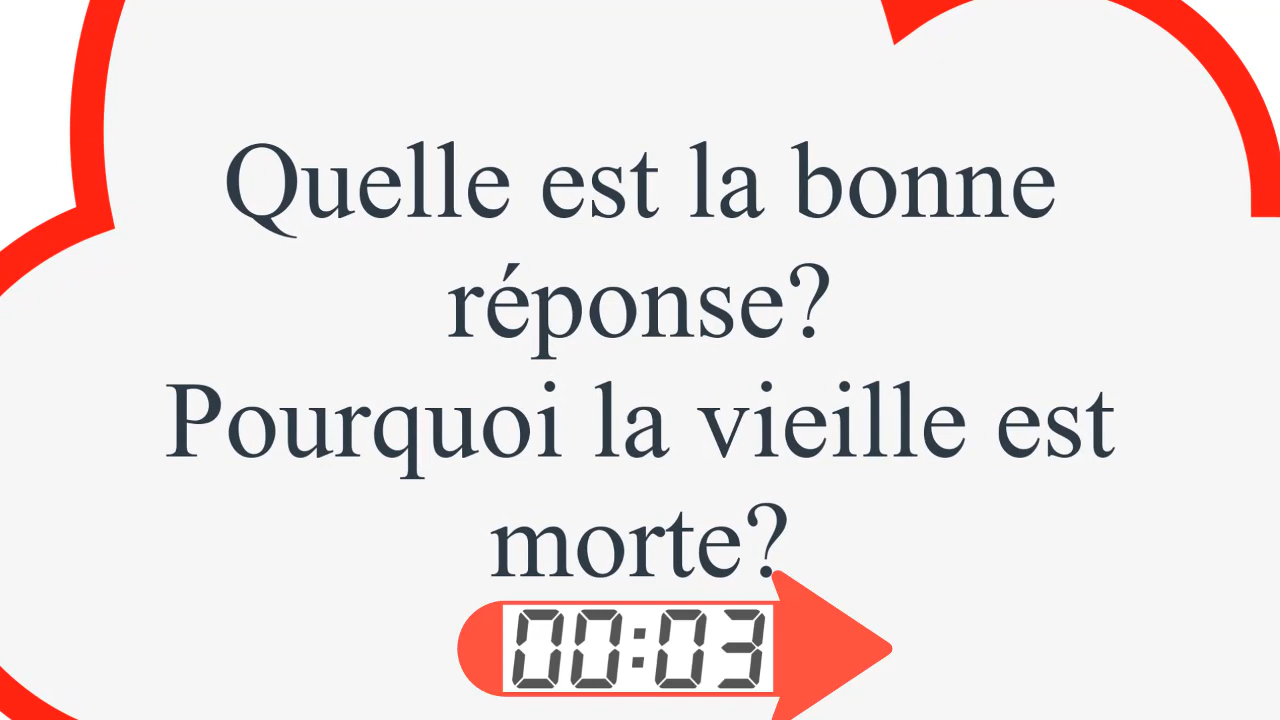 Quelle est la bonne
réponse?
Pourquoi la vieille est
morte?
00:03